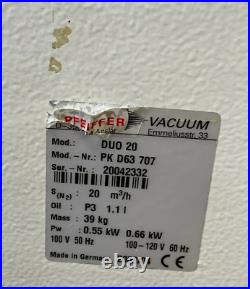 PFEIFFER VACUUM
Emmeliusstr. 33
Mod.: DUO 20
Mod.-Nr.: PK D63 707
Ser.-Nr.: 20042332
S(N2): 20 m³/h
Oil: P3 1.1 l
Mass: 39 kg
Pw: 0.55 kW 0.66 kW
100 V 50 Hz 100-120 V 60 Hz
Made in German